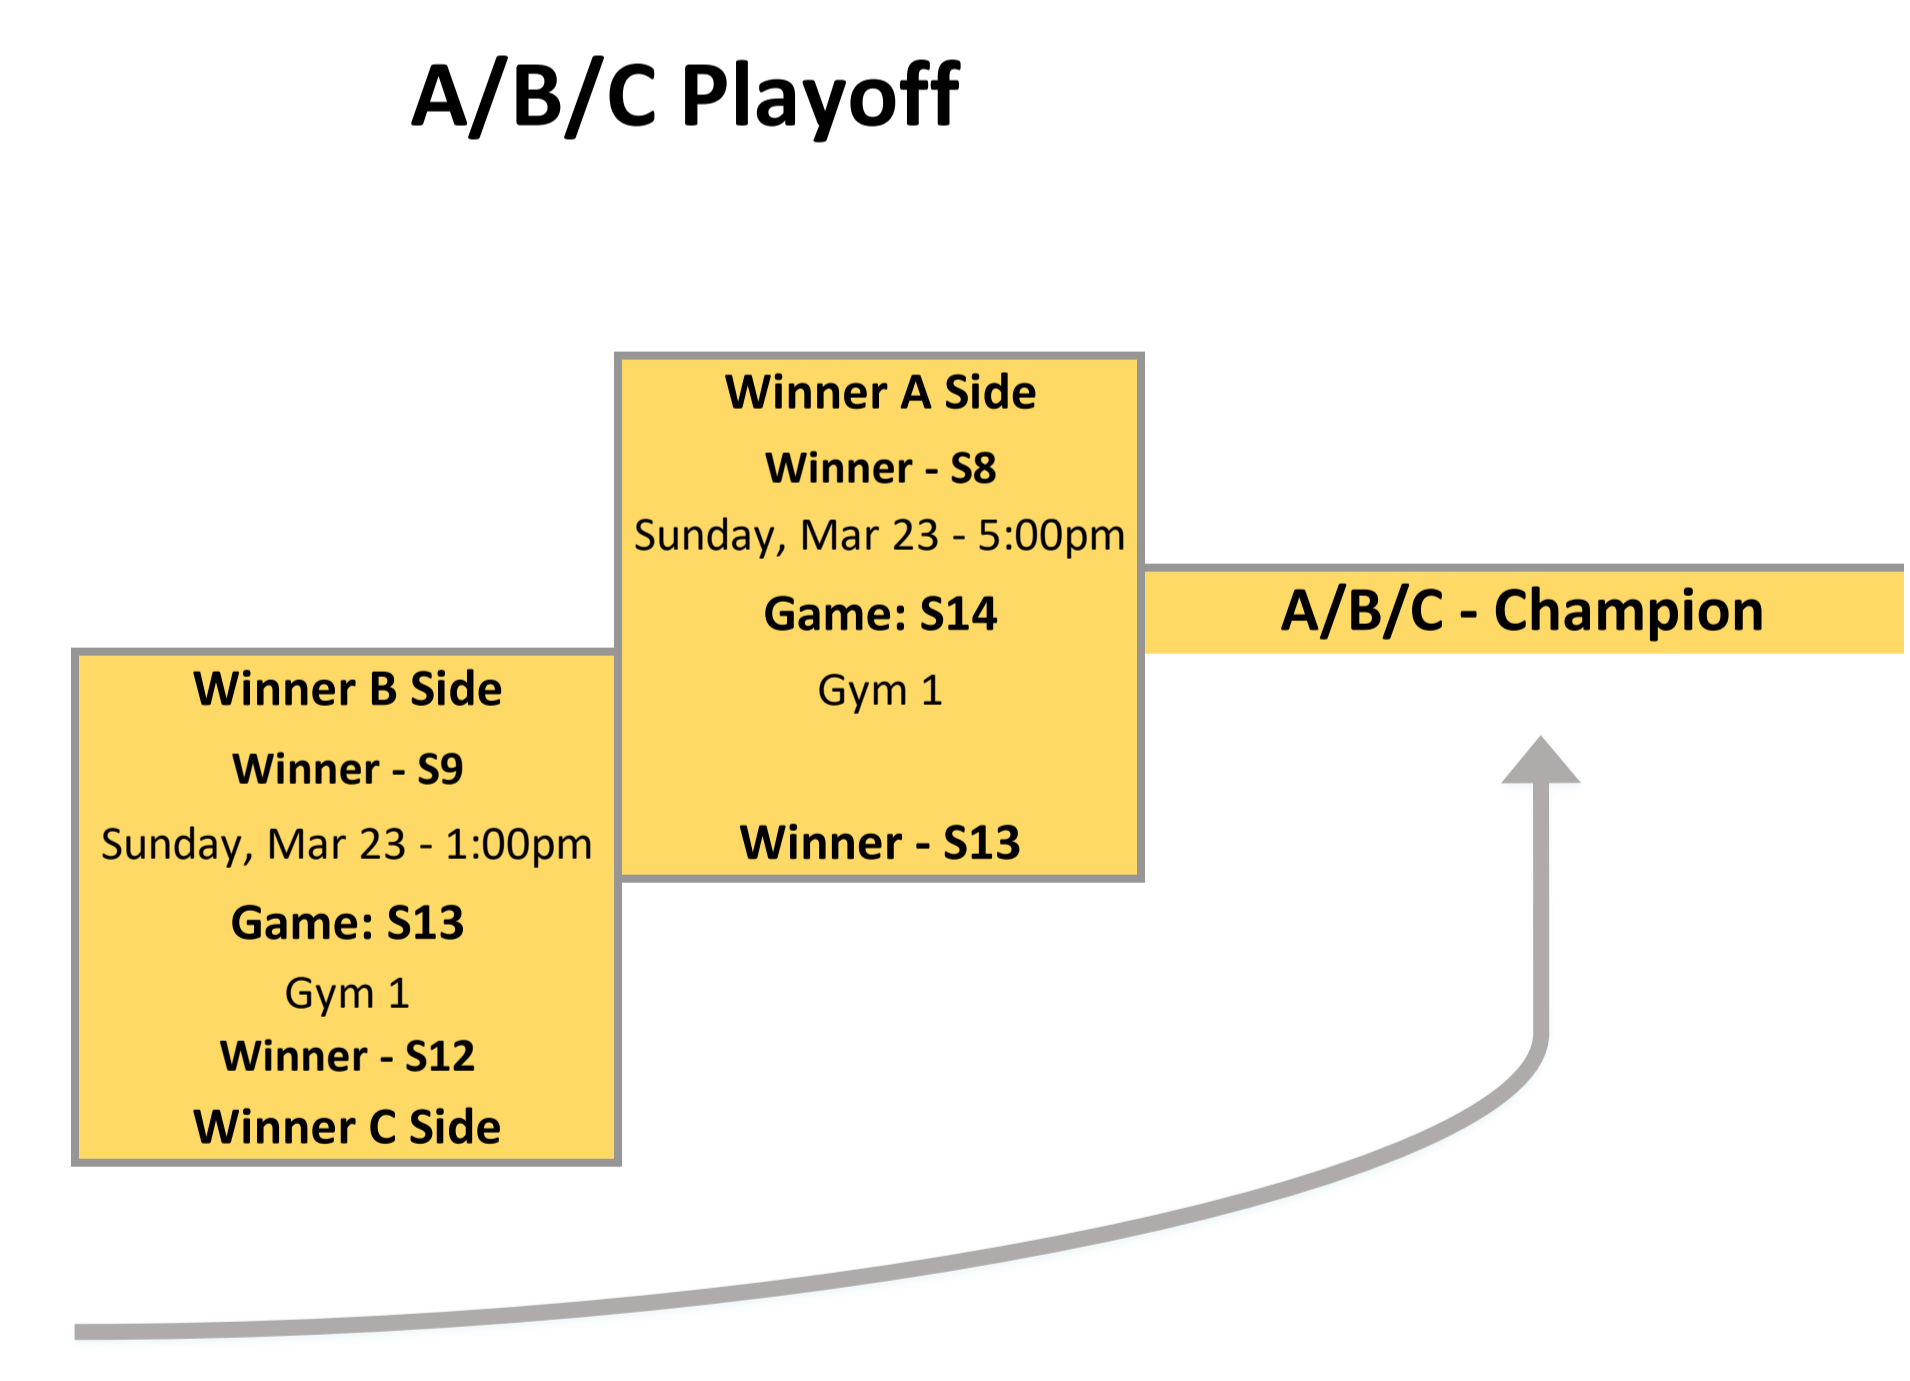 A/B/C Playoff
Winner A Side
Winner - S8
Sunday, Mar 23 - 5:00pm
Game: S14
Gym 1
Winner - S13
A/B/C - Champion
Winner B Side
Winner - S9
Sunday, Mar 23 - 1:00pm
Game: S13
Gym 1
Winner - S12
Winner C Side